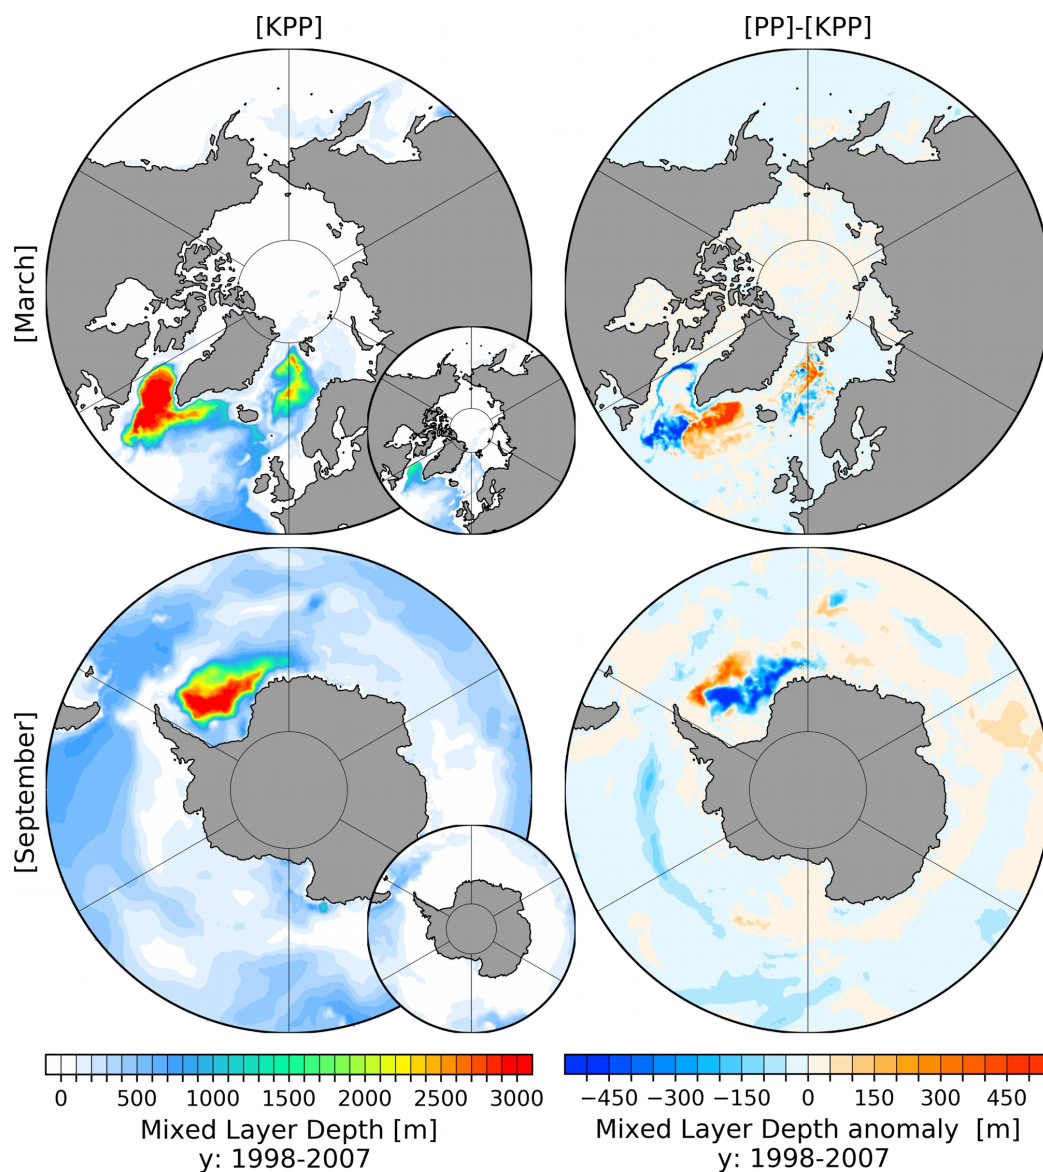 [KPP]
[PP]-[KPP]
[March]
[September]
0 500 1000 1500 2000 2500 3000
Mixed Layer Depth [m]
y: 1998-2007
−450 −300 −150 0 150 300 450
Mixed Layer Depth anomaly [m]
y: 1998-2007